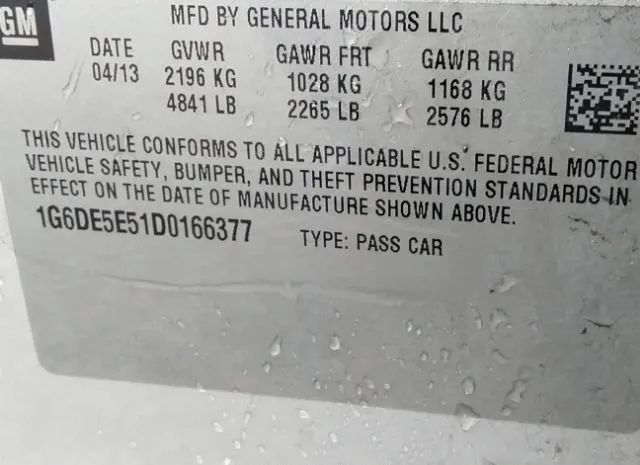 GM
MFD BY GENERAL MOTORS LLC
DATE GVWR GAWR FRT GAWR RR
04/13 2196 KG 1028 KG 1168 KG
4841 LB 2265 LB 2576 LB
THIS VEHICLE CONFORMS TO ALL APPLICABLE U.S. FEDERAL MOTOR
VEHICLE SAFETY, BUMPER, AND THEFT PREVENTION STANDARDS IN
EFFECT ON THE DATE OF MANUFACTURE SHOWN ABOVE.
1G6DE5E51D0166377 TYPE: PASS CAR